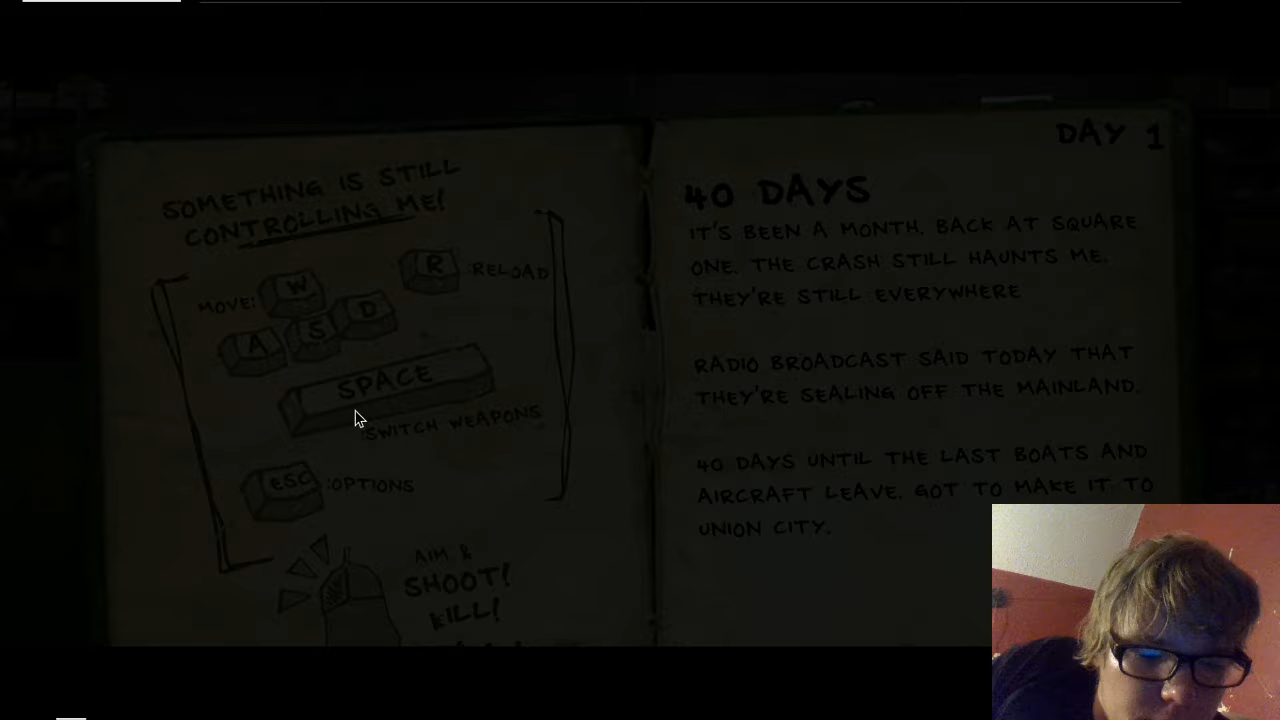 SOMETHING IS STILL
CONTROLLING ME!
MOVE:
W
A
S
D
R
:RELOAD
SPACE
:SWITCH WEAPONS
ESC
:OPTIONS
AIM &
SHOOT!
KILL!
DAY 1
40 DAYS
IT'S BEEN A MONTH. BACK AT SQUARE
ONE. THE CRASH STILL HAUNTS ME.
THEY'RE STILL EVERYWHERE
RADIO BROADCAST SAID TODAY THAT
THEY'RE SEALING OFF THE MAINLAND.
40 DAYS UNTIL THE LAST BOATS AND
AIRCRAFT LEAVE. GOT TO MAKE IT TO
UNION CITY.